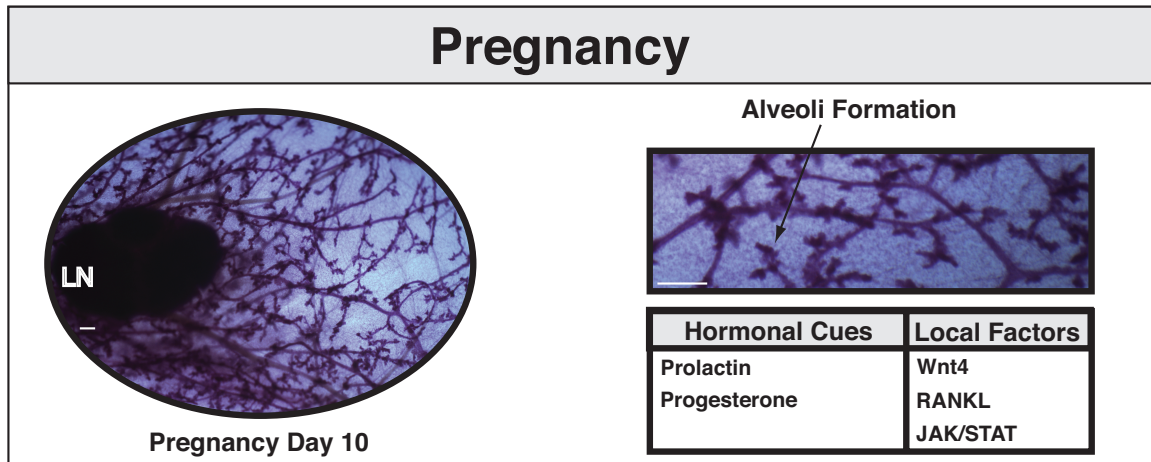 Pregnancy
LN
Pregnancy Day 10
Alveoli Formation
Hormonal Cues Local Factors
Prolactin Wnt4
Progesterone RANKL
JAK/STAT